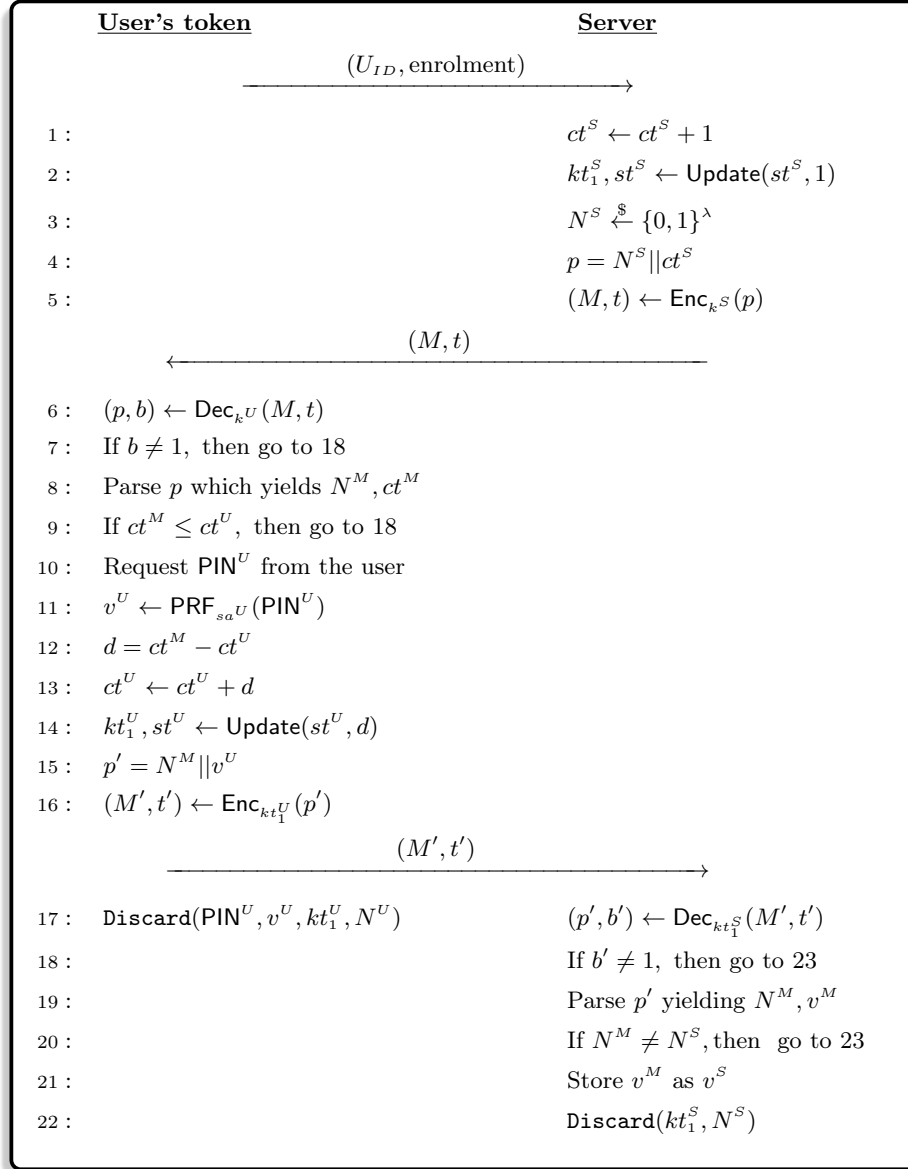 User's token Server
(U_{ID}, enrolment)
1 : ct^S ← ct^S + 1
2 : kt_1^S, st^S ← Update(st^S, 1)
3 : N^S $← {0, 1}^λ
4 : p = N^S||ct^S
5 : (M, t) ← Enc_{k^S}(p)
(M, t)
6 : (p, b) ← Dec_{k^U}(M, t)
7 : If b ≠ 1, then go to 18
8 : Parse p which yields N^M, ct^M
9 : If ct^M ≤ ct^U, then go to 18
10 : Request PIN^U from the user
11 : v^U ← PRF_{sa^U}(PIN^U)
12 : d = ct^M − ct^U
13 : ct^U ← ct^U + d
14 : kt_1^U, st^U ← Update(st^U, d)
15 : p′ = N^M||v^U
16 : (M′, t′) ← Enc_{kt_1^U}(p′)
(M′, t′)
17 : Discard(PIN^U, v^U, kt_1^U, N^U) (p′, b′) ← Dec_{kt_1^S}(M′, t′)
18 : If b′ ≠ 1, then go to 23
19 : Parse p′ yielding N^M, v^M
20 : If N^M ≠ N^S, then go to 23
21 : Store v^M as v^S
22 : Discard(kt_1^S, N^S)